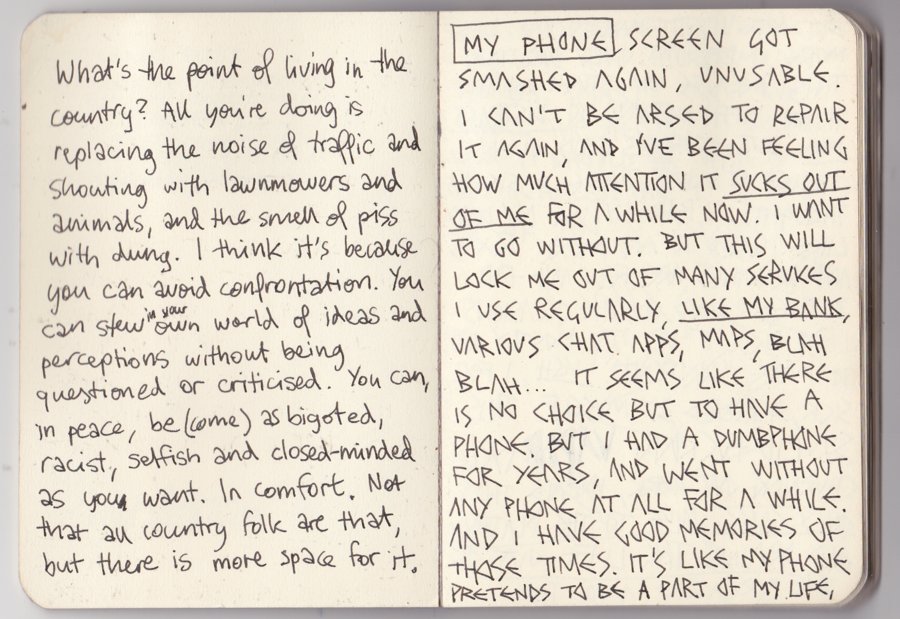 What's the point of living in the
country? All you're doing is
replacing the noise of traffic and
shouting with lawnmowers and
animals, and the smell of piss
with dung. I think it's because
you can avoid confrontation. You
can stew in your own world of ideas and
perceptions without being
questioned or criticised. You can,
in peace, be (come) as bigoted,
racist, selfish and closed-minded
as you want. In comfort. Not
that all country folk are that,
but there is more space for it.
MY PHONE SCREEN GOT
SMASHED AGAIN, UNUSABLE.
I CAN'T BE ARSED TO REPAIR
IT AGAIN, AND I'VE BEEN FEELING
HOW MUCH ATTENTION IT SUCKS OUT
OF ME FOR A WHILE NOW. I WANT
TO GO WITHOUT. BUT THIS WILL
LOCK ME OUT OF MANY SERVICES
I USE REGULARLY, LIKE MY BANK,
VARIOUS CHAT APPS, MAPS, BLAH
BLAH... IT SEEMS LIKE THERE
IS NO CHOICE BUT TO HAVE A
PHONE. BUT I HAD A DUMBPHONE
FOR YEARS, AND WENT WITHOUT
ANY PHONE AT ALL FOR A WHILE.
AND I HAVE GOOD MEMORIES OF
THOSE TIMES. IT'S LIKE MY PHONE
PRETENDS TO BE A PART OF MY LIFE,